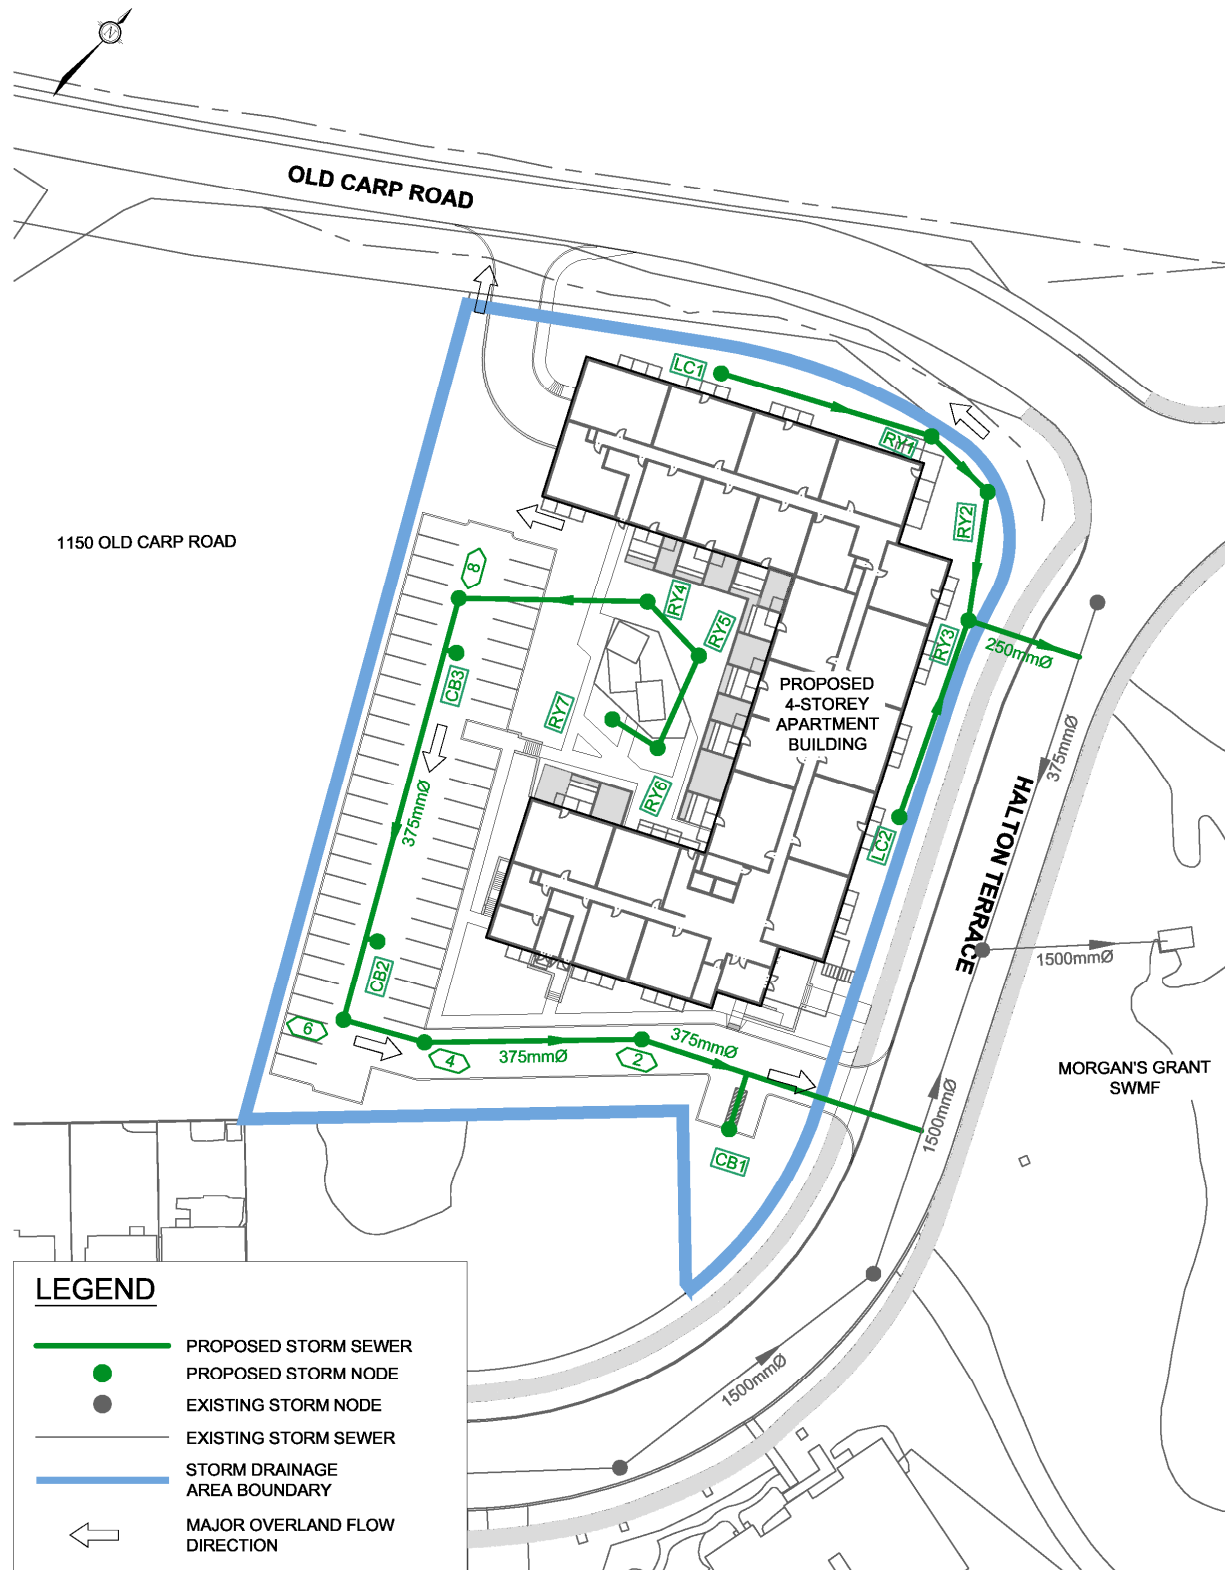 N
OLD CARP ROAD
LC1
RY1
RY2
1150 OLD CARP ROAD
8
RY4
RY5
RY3
250mmØ
CB3
RY7
PROPOSED
4-STOREY
APARTMENT
BUILDING
375mmØ
RY6
375mmØ
HALTON TERRACE
LC2
CB2
1500mmØ
6
4
375mmØ
2
375mmØ
MORGAN'S GRANT
SWMF
1500mmØ
CB1
LEGEND
PROPOSED STORM SEWER
PROPOSED STORM NODE
EXISTING STORM NODE
EXISTING STORM SEWER
STORM DRAINAGE
AREA BOUNDARY
MAJOR OVERLAND FLOW
DIRECTION
1500mmØ